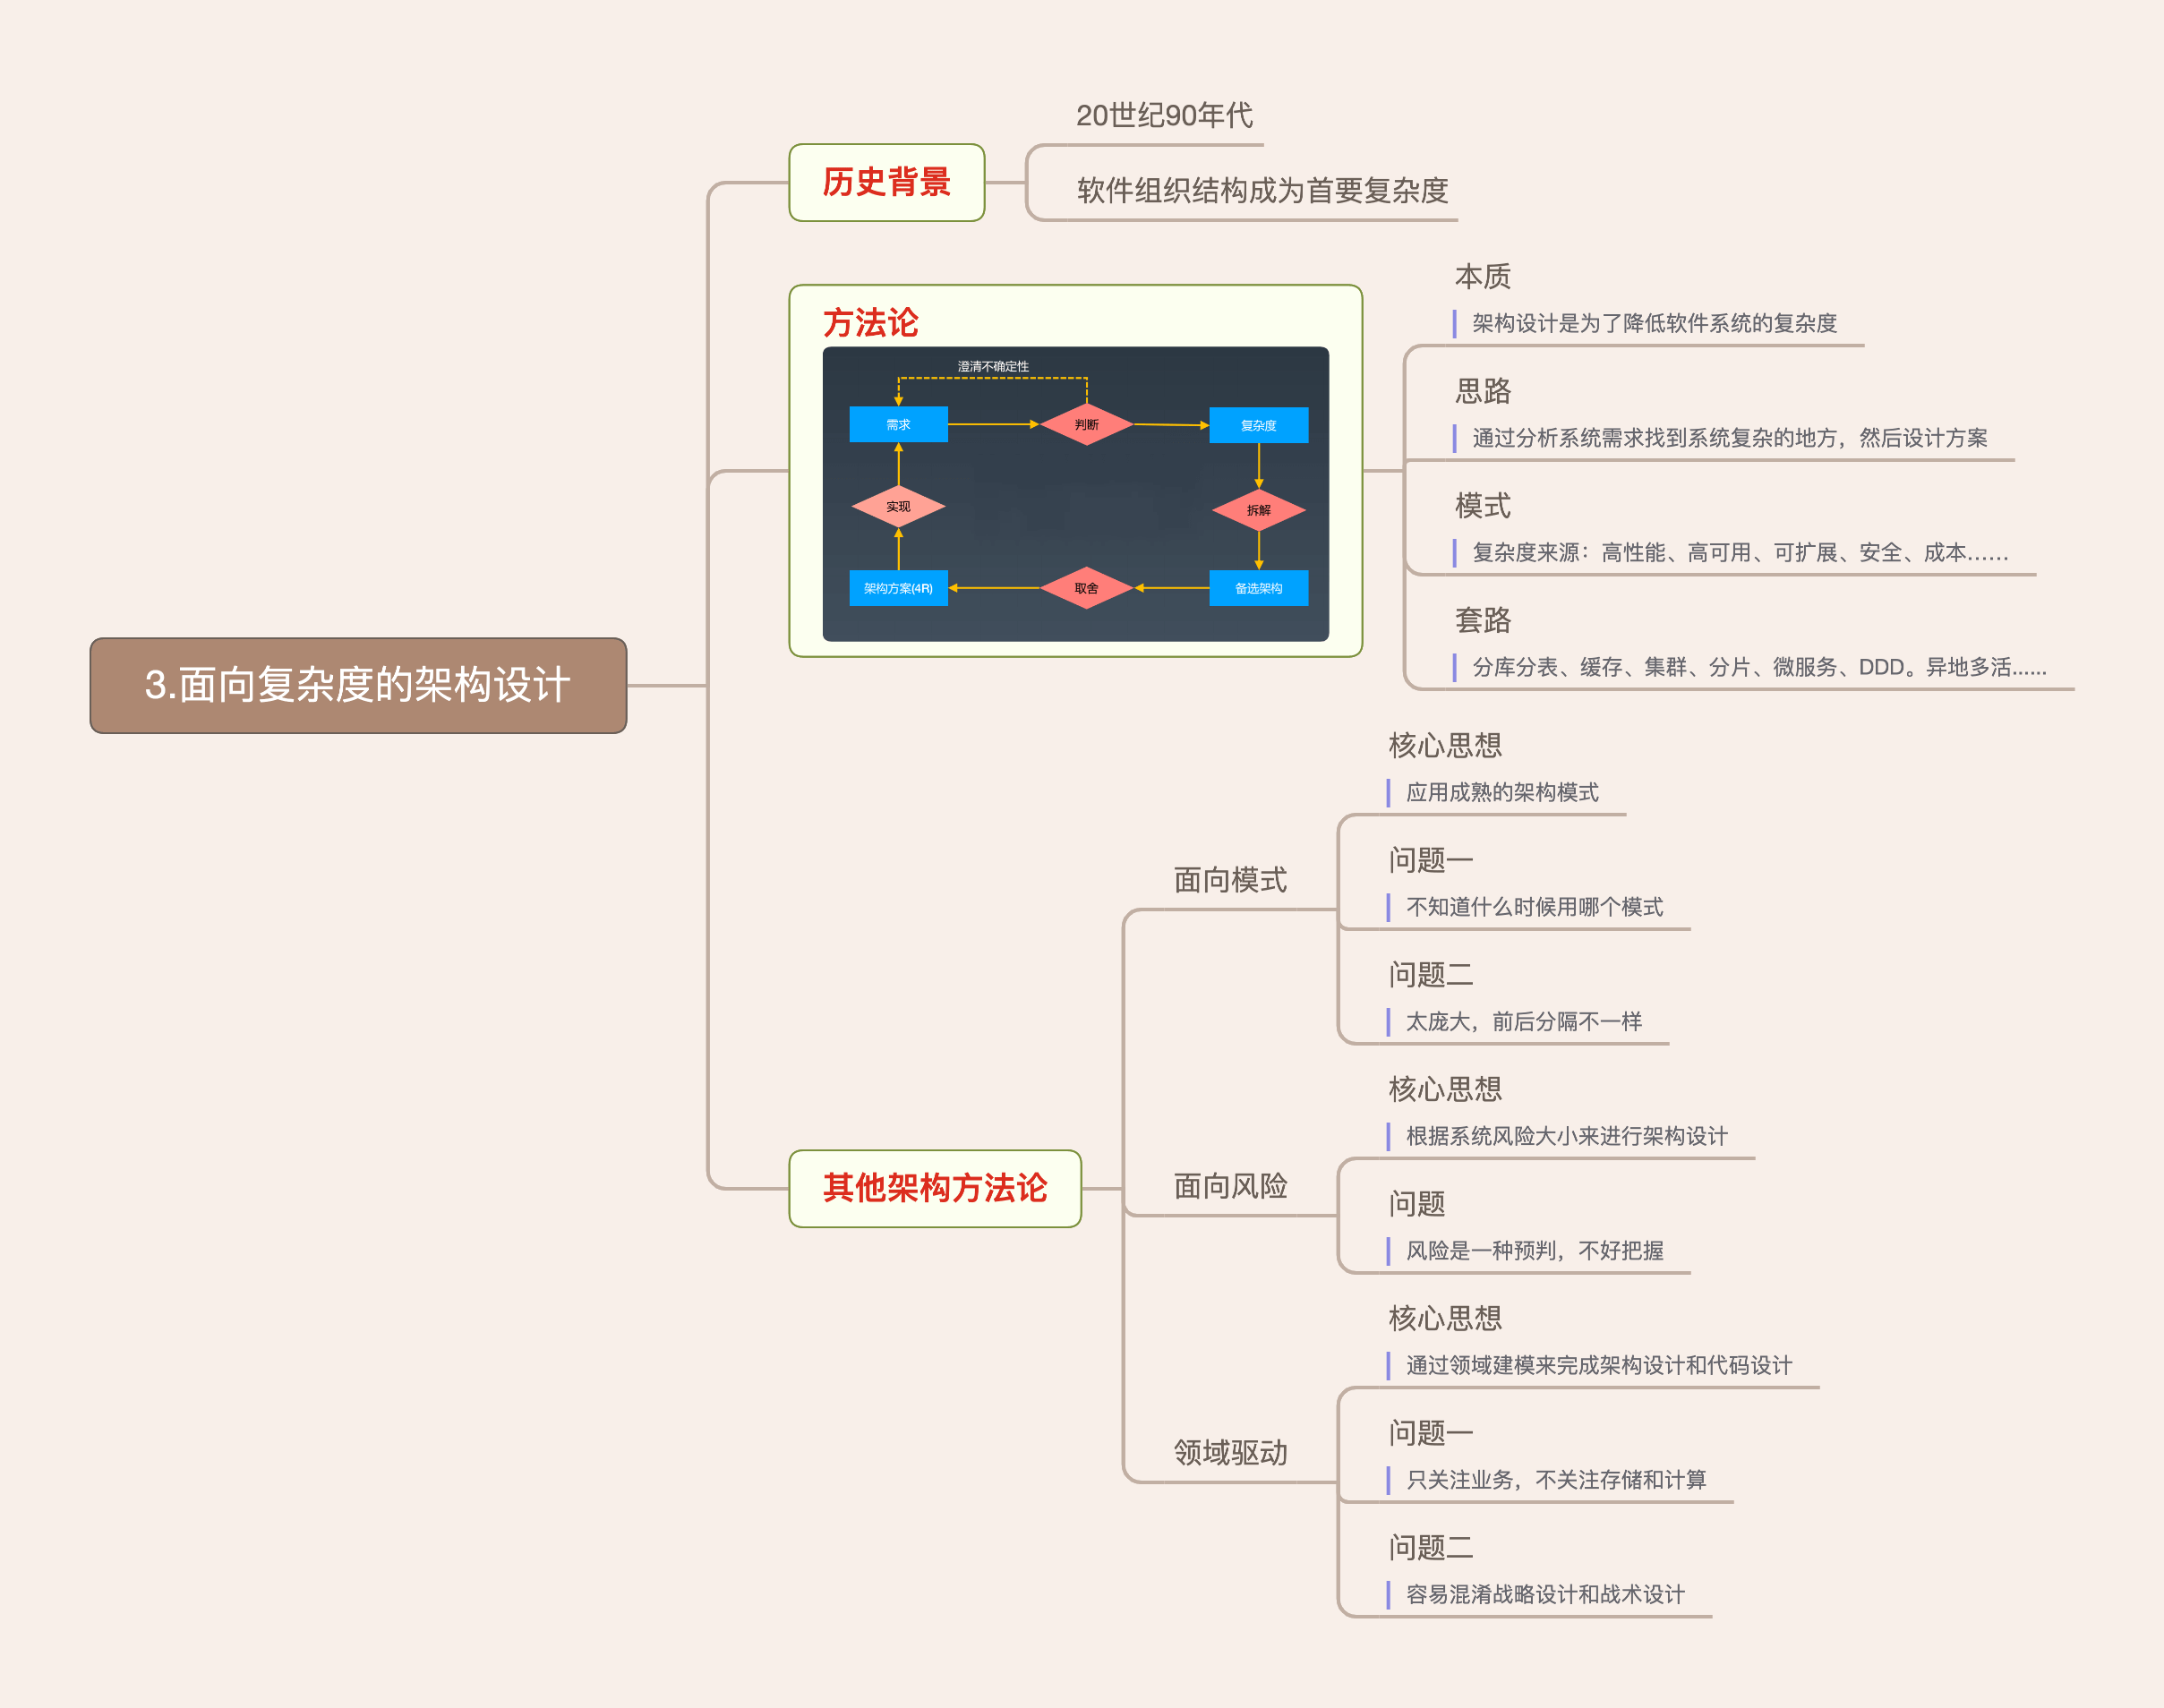 3.面向复杂度的架构设计
历史背景
20世纪90年代
软件组织结构成为首要复杂度
方法论
澄清不确定性
需求
判断
复杂度
实现
拆解
架构方案(4R)
取舍
备选架构
本质
架构设计是为了降低软件系统的复杂度
思路
通过分析系统需求找到系统复杂的地方，然后设计方案
模式
复杂度来源：高性能、高可用、可扩展、安全、成本……
套路
分库分表、缓存、集群、分片、微服务、DDD。异地多活......
其他架构方法论
面向模式
核心思想
应用成熟的架构模式
问题一
不知道什么时候用哪个模式
问题二
太庞大，前后分隔不一样
面向风险
核心思想
根据系统风险大小来进行架构设计
问题
风险是一种预判，不好把握
领域驱动
核心思想
通过领域建模来完成架构设计和代码设计
问题一
只关注业务，不关注存储和计算
问题二
容易混淆战略设计和战术设计